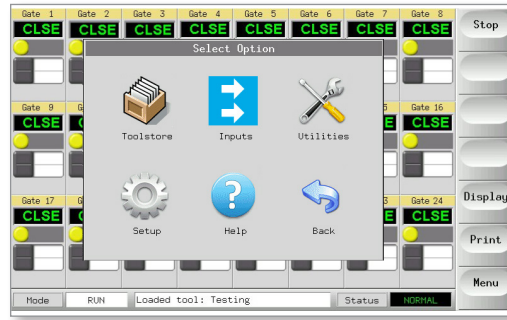 Gate 1 Gate 2 Gate 3 Gate 4 Gate 5 Gate 6 Gate 7 Gate 8 Stop
CLSE CLSE CLSE CLSE CLSE CLSE CLSE CLSE
Select Option
Gate 9 Gate 16
CLSE CLSE
Toolstore Inputs Utilities
Gate 17 Gate 24 Display
CLSE CLSE
Setup Help Back
Print
Menu
Mode RUN Loaded tool: Testing Status NORMAL